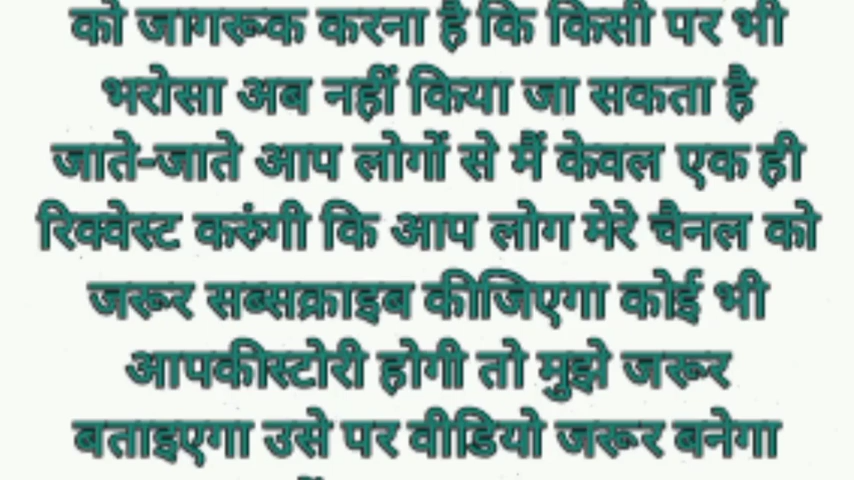 को जागरूक करना है कि किसी पर भी
भरोसा अब नहीं किया जा सकता है
जाते-जाते आप लोगों से मैं केवल एक ही
रिक्वेस्ट करुंगी कि आप लोग मेरे चैनल को
जरूर सब्सक्राइब कीजिएगा कोई भी
आपकीस्टोरी होगी तो मुझे जरूर
बताइएगा उसे पर वीडियो जरूर बनेगा